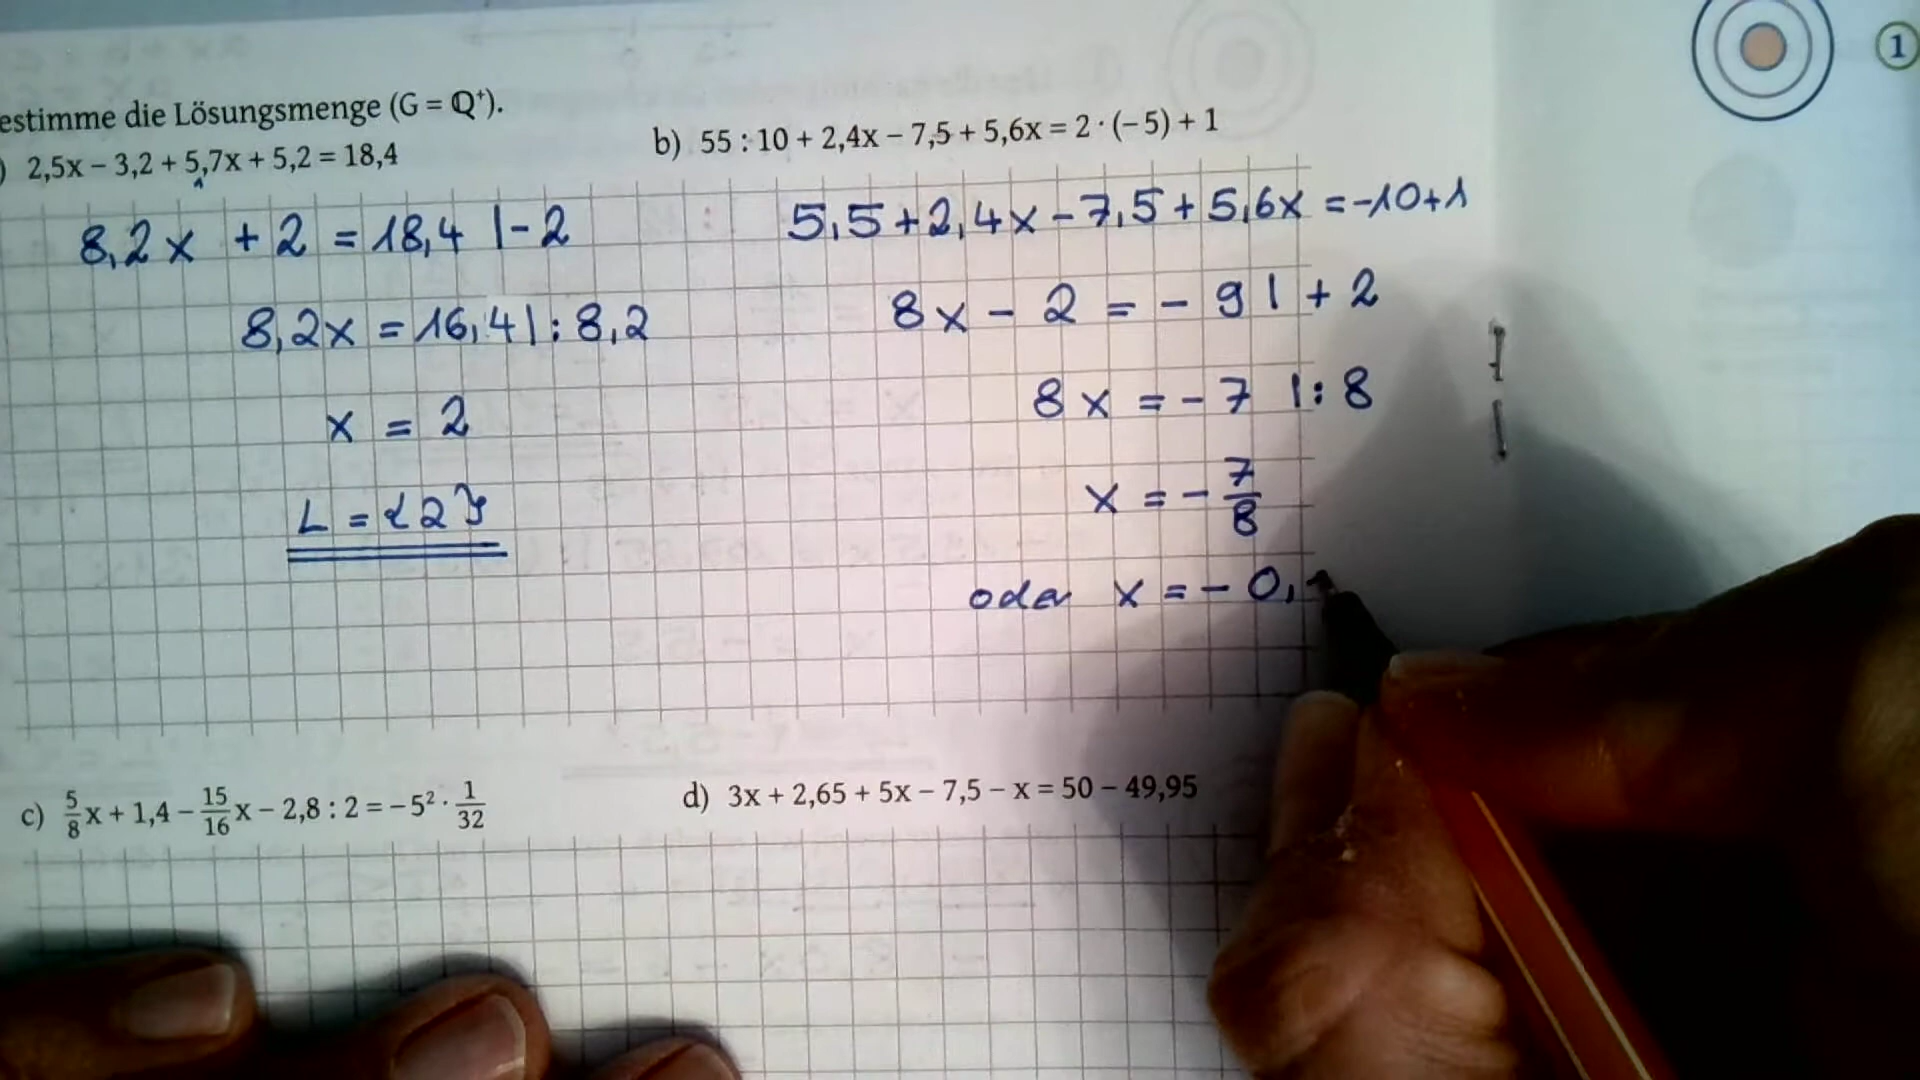 estimme die Lösungsmenge (G = ℚ⁺).
) 2,5x – 3,2 + 5,7x + 5,2 = 18,4
8,2x + 2 = 18,4 |-2
8,2x = 16,4 |: 8,2
x = 2
L = {2}
b) 55 : 10 + 2,4x – 7,5 + 5,6x = 2 · (– 5) + 1
5,5 + 2,4x - 7,5 + 5,6x = -10+1
8x - 2 = - 9 | + 2
8x = - 7 |: 8
x = - 7/8
oder x = - 0,
c) 5/8 x + 1,4 – 15/16 x – 2,8 : 2 = – 5² · 1/32
d) 3x + 2,65 + 5x – 7,5 – x = 50 – 49,95
1